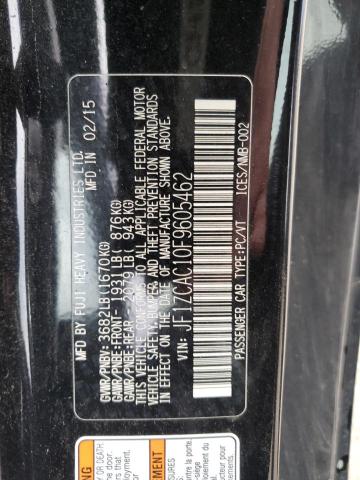 MFD BY FUJI HEAVY INDUSTRIES LTD.
MFD IN 02/15
GVWR/PNBV: 3682LB(1670KG)
GAWR/PNBE:FRONT- 1931LB( 876KG)
GAWR/PNBE:REAR - 2079LB( 943KG)
THIS VEHICLE CONFORMS TO ALL APPLICABLE FEDERAL MOTOR
VEHICLE SAFETY,BUMPER AND THEFT PREVENTION STANDARDS
IN EFFECT ON THE DATE OF MANUFACTURE SHOWN ABOVE.
VIN: JF1ZCAC10F9605462
PASSENGER CAR TYPE:PC/VT
ICES/NMB-002